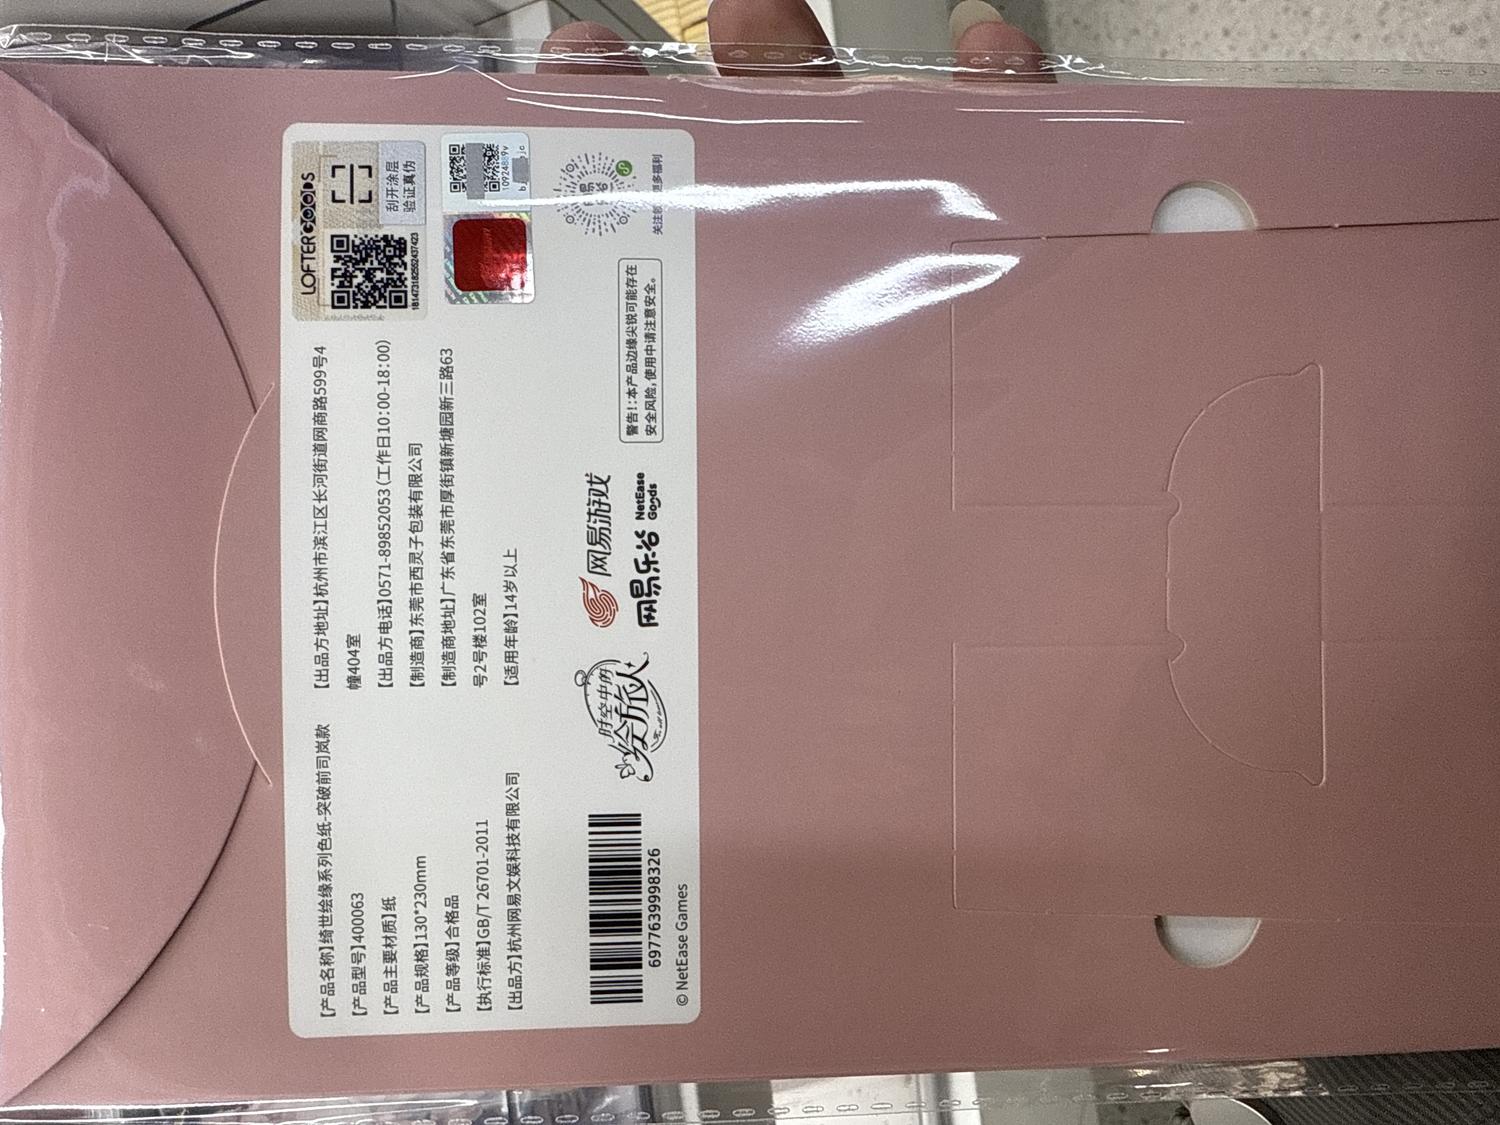 【产品名称】绮世绘缘系列色纸-突破前司岚款
【产品型号】400063
【产品主要材质】纸
【产品规格】130*230mm
【产品等级】合格品
【执行标准】GB/T 26701-2011
【出品方】杭州网易文娱科技有限公司
【出品方地址】杭州市滨江区长河街道网商路599号4
幢404室
【出品方电话】0571-89852053(工作日10:00-18:00)
【制造商】东莞市西灵子包装有限公司
【制造商地址】广东省东莞市厚街镇新塘园新三路63
号2号楼102室
【适用年龄】14岁以上
LOFTER GOODS
刮开涂层
验证真伪
181473182552437423
6977639998326
© NetEase Games
时空中的
绘旅人
网易游戏
网易乐谷
NetEase
Goods
警告!:本产品边缘尖锐可能存在
安全风险,使用中请注意安全。
关注
更多福利